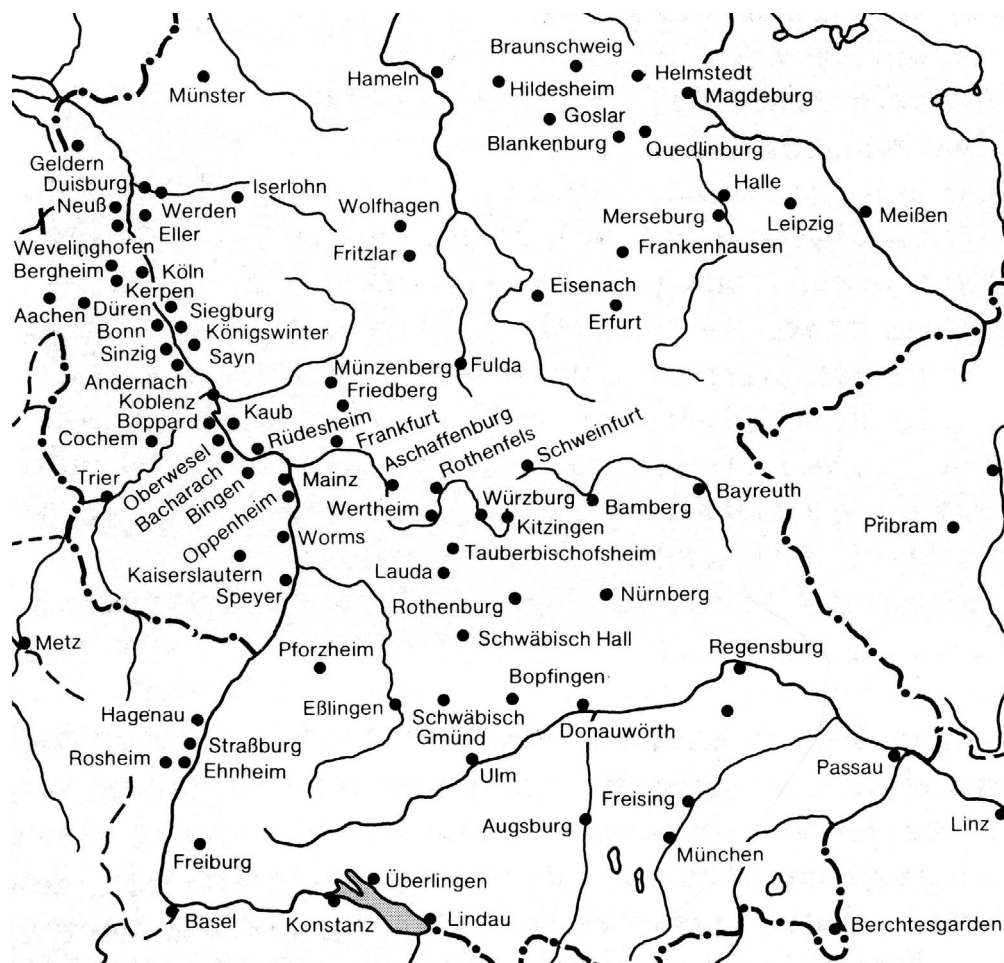 Braunschweig
Hameln
Helmstedt
Hildesheim
Münster
Magdeburg
Goslar
Blankenburg
Quedlinburg
Geldern
Duisburg
Iserlohn
Halle
Neuß
Werden
Wolfhagen
Merseburg
Leipzig
Meißen
Eller
Wevelinghofen
Fritzlar
Frankenhausen
Bergheim
Köln
Kerpen
Eisenach
Aachen
Düren
Siegburg
Erfurt
Bonn
Königswinter
Sinzig
Sayn
Münzenberg
Fulda
Andernach
Friedberg
Koblenz
Boppard
Kaub
Rüdesheim
Frankfurt
Aschaffenburg
Rothenfels
Schweinfurt
Cochem
Trier
Oberwesel
Bacharach
Bingen
Mainz
Bayreuth
Oppenheim
Wertheim
Würzburg
Kitzingen
Bamberg
Příbram
Worms
Tauberbischofsheim
Kaiserslautern
Lauda
Speyer
Rothenburg
Nürnberg
Metz
Schwäbisch Hall
Pforzheim
Regensburg
Bopfingen
Hagenau
Eßlingen
Schwäbisch
Gmünd
Donauwörth
Straßburg
Rosheim
Ehnheim
Ulm
Passau
Freising
Augsburg
Linz
Freiburg
München
Überlingen
Basel
Konstanz
Lindau
Berchtesgarden